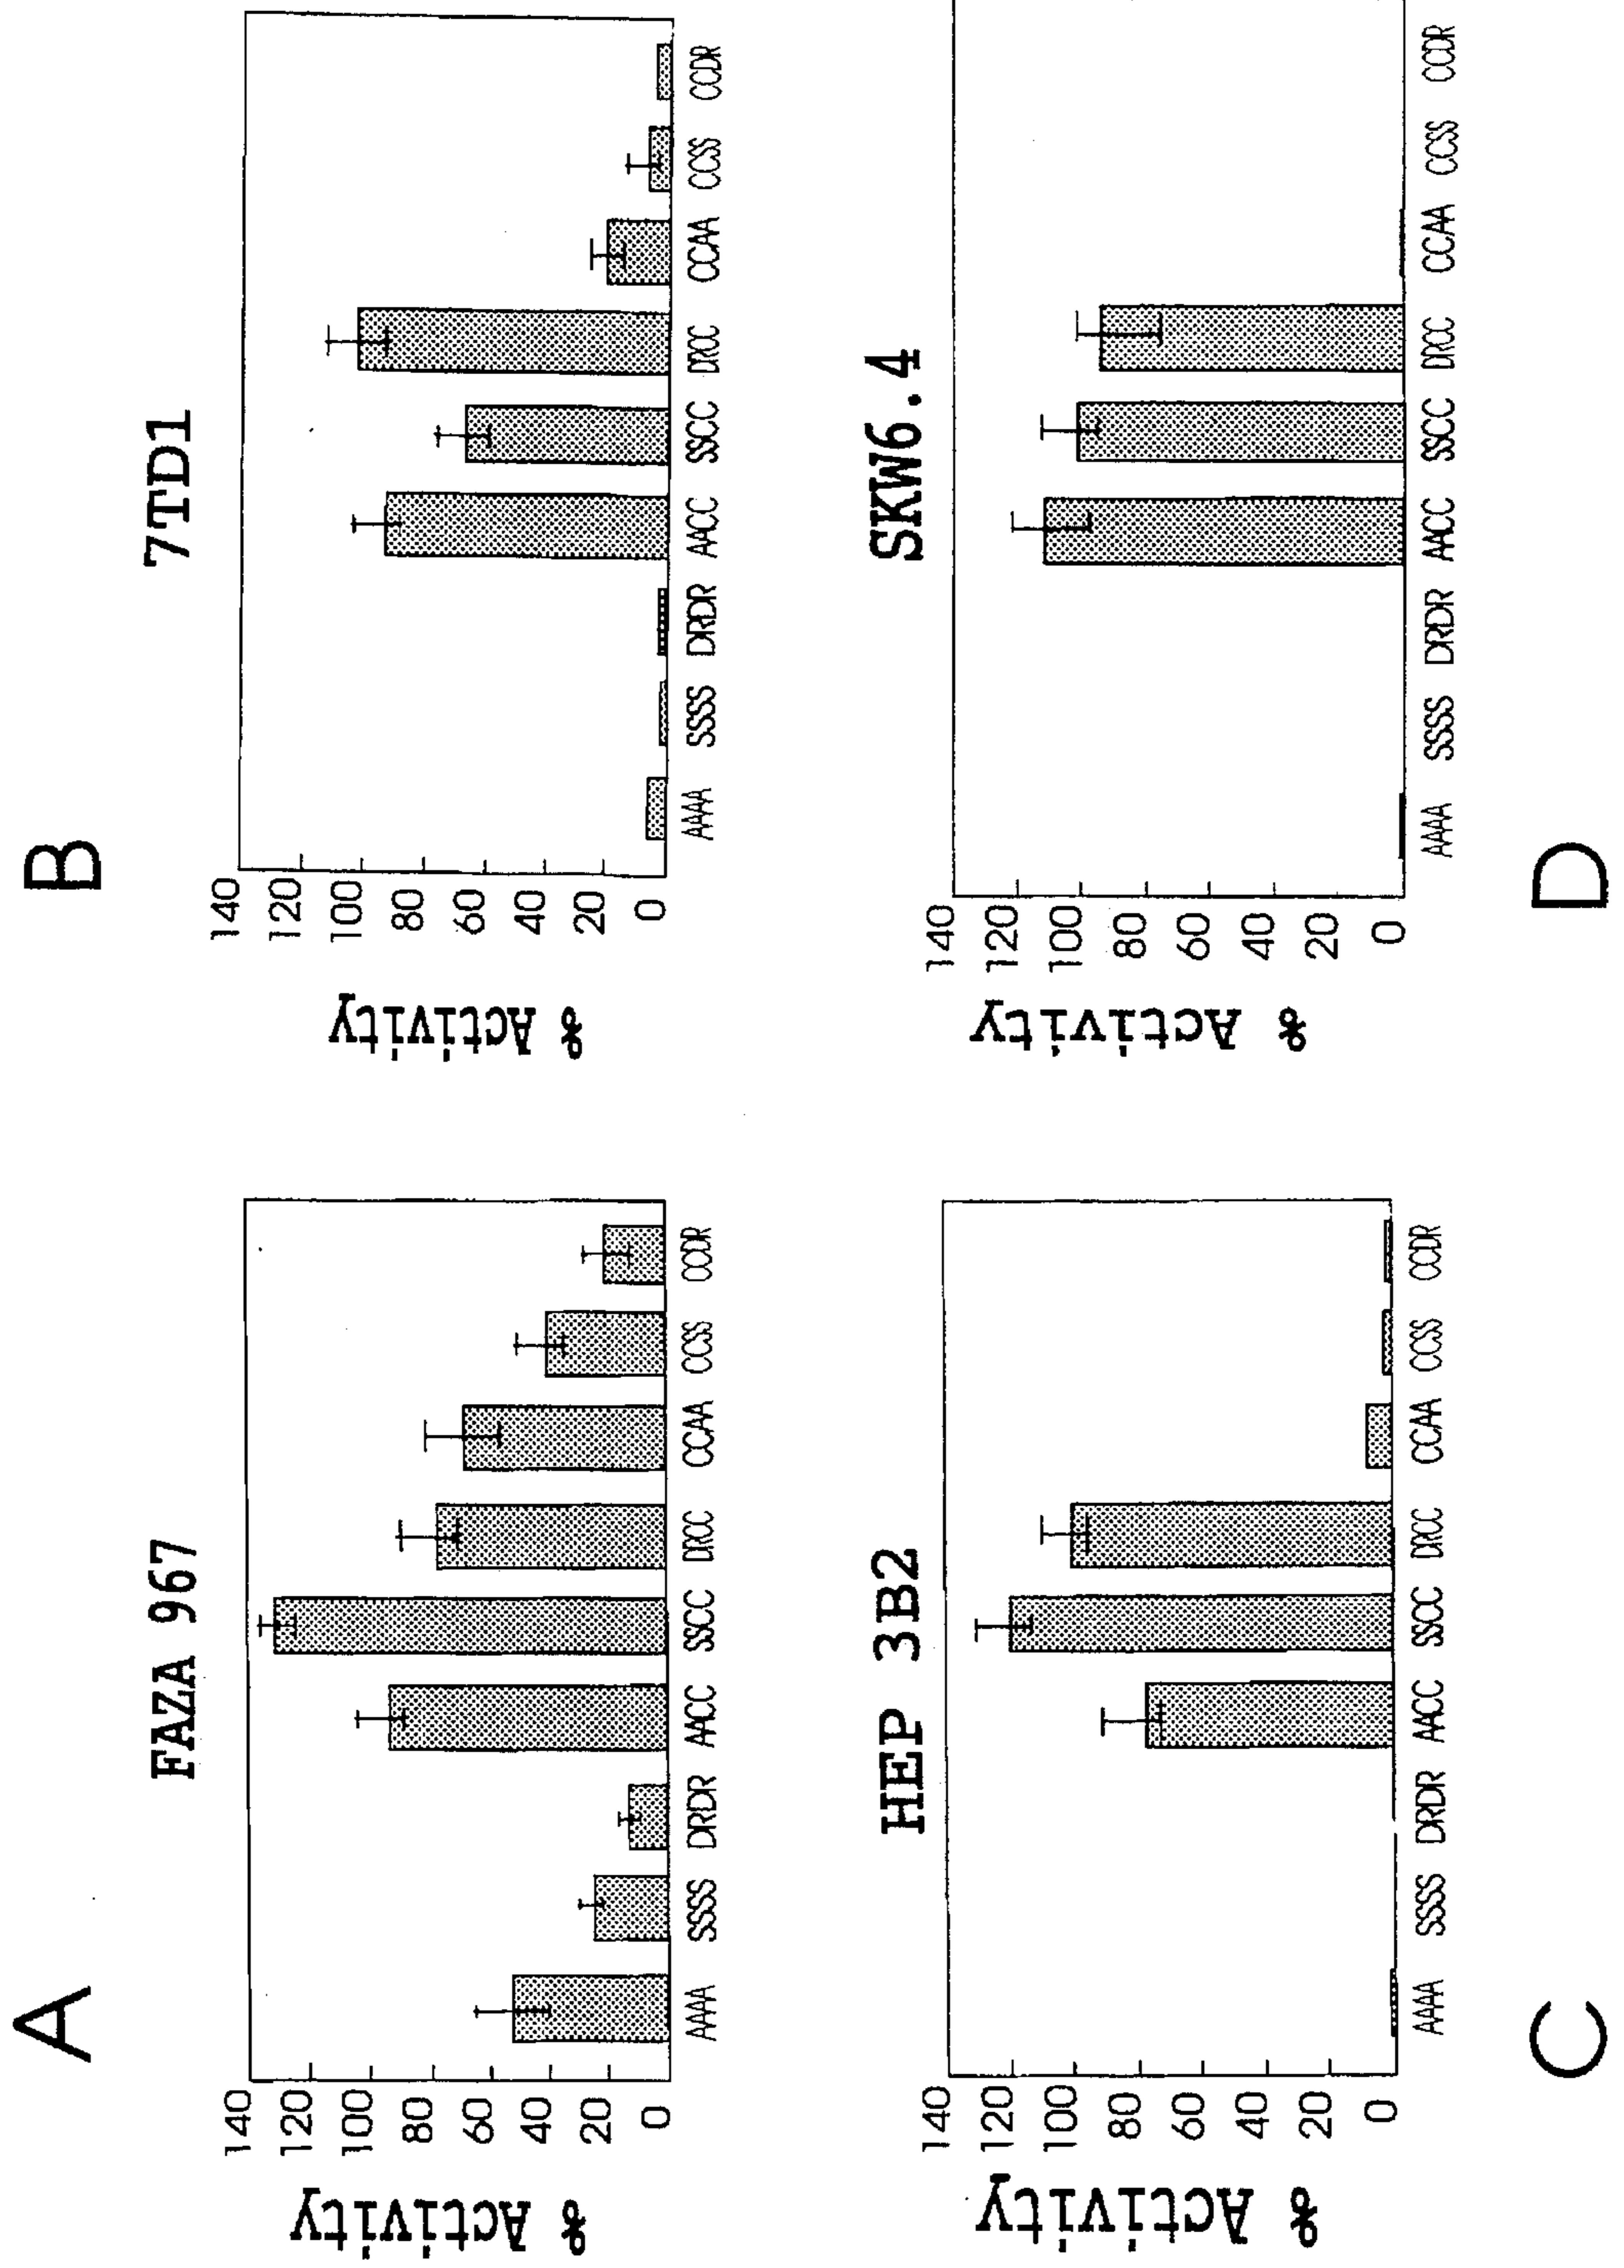 A
FAZA 967
% Activity
140
120
100
80
60
40
20
0
AAAA SSSS DRDR AACC SSCC DRCC CCAA CCSS CCDR
B
7TD1
% Activity
140
120
100
80
60
40
20
0
AAAA SSSS DRDR AACC SSCC DRCC CCAA CCSS CCDR
HEP 3B2
% Activity
140
120
100
80
60
40
20
0
AAAA SSSS DRDR AACC SSCC DRCC CCAA CCSS CCDR
C
SKW6.4
% Activity
140
120
100
80
60
40
20
0
AAAA SSSS DRDR AACC SSCC DRCC CCAA CCSS CCDR
D